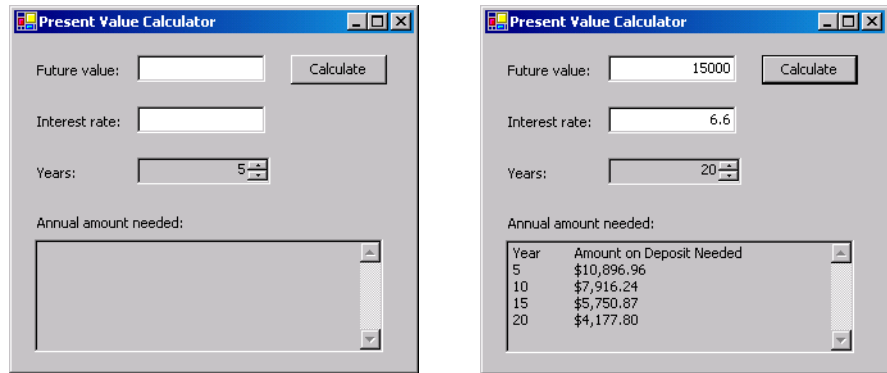 Present Value Calculator
Future value:
Calculate
Interest rate:
Years:
5
Annual amount needed:
Present Value Calculator
Future value:
15000
Calculate
Interest rate:
6.6
Years:
20
Annual amount needed:
Year Amount on Deposit Needed
5 $10,896.96
10 $7,916.24
15 $5,750.87
20 $4,177.80